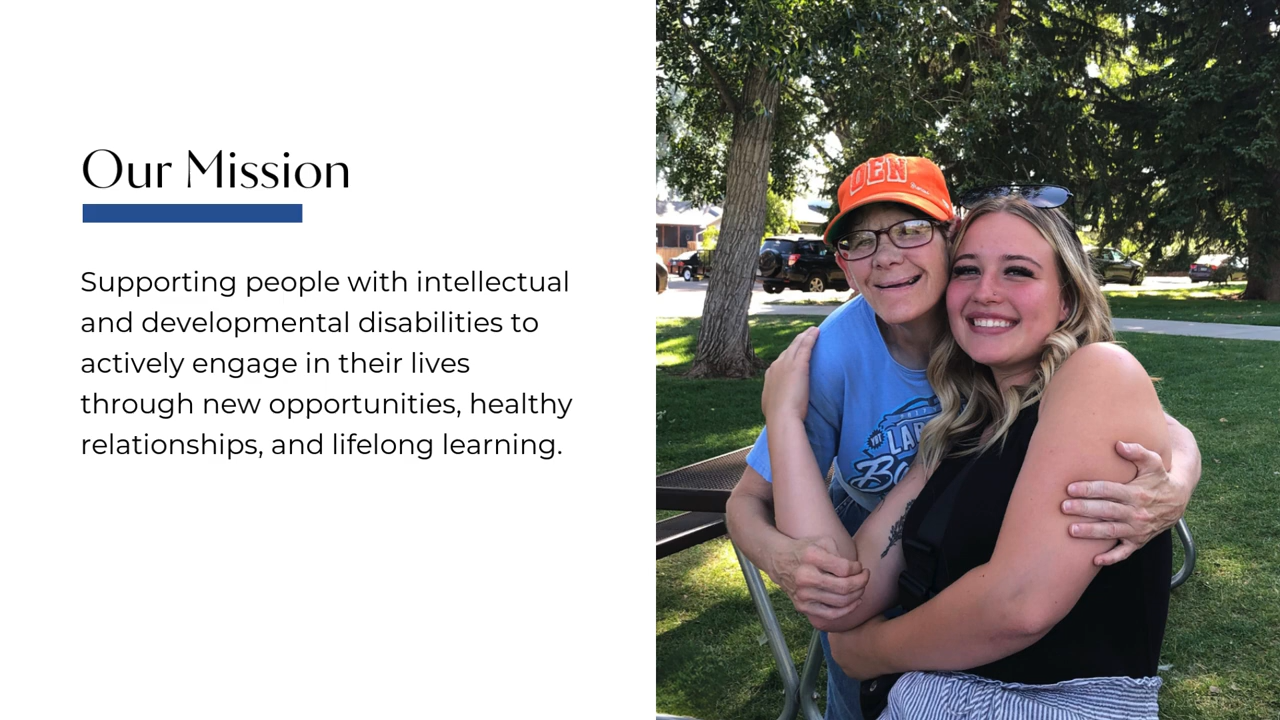 Our Mission
Supporting people with intellectual
and developmental disabilities to
actively engage in their lives
through new opportunities, healthy
relationships, and lifelong learning.
DEN
THE